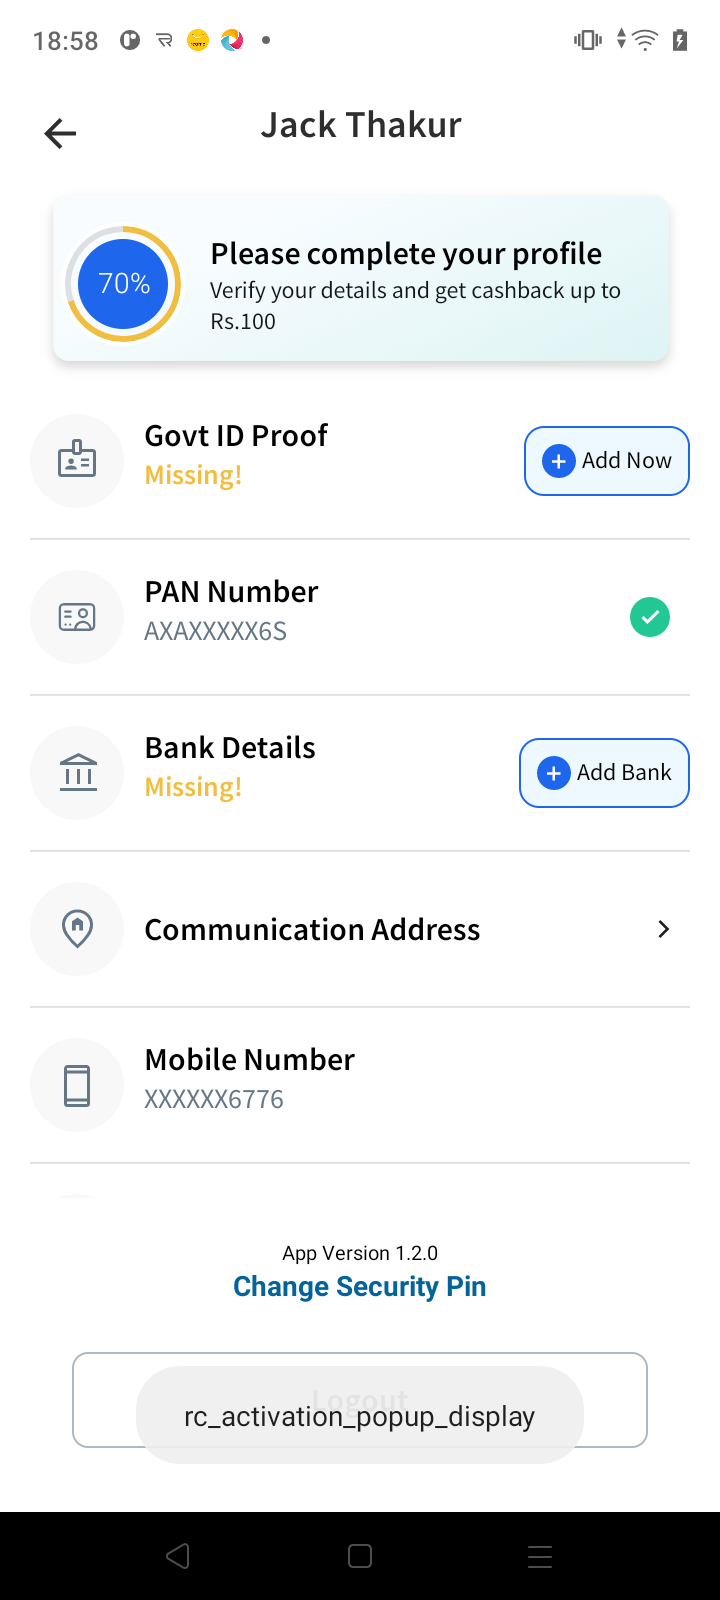 18:58
Jack Thakur
70%
Please complete your profile
Verify your details and get cashback up to
Rs.100
Govt ID Proof
Missing!
Add Now
PAN Number
AXAXXXXX6S
Bank Details
Missing!
Add Bank
Communication Address
Mobile Number
XXXXXX6776
App Version 1.2.0
Change Security Pin
Logout
rc_activation_popup_display